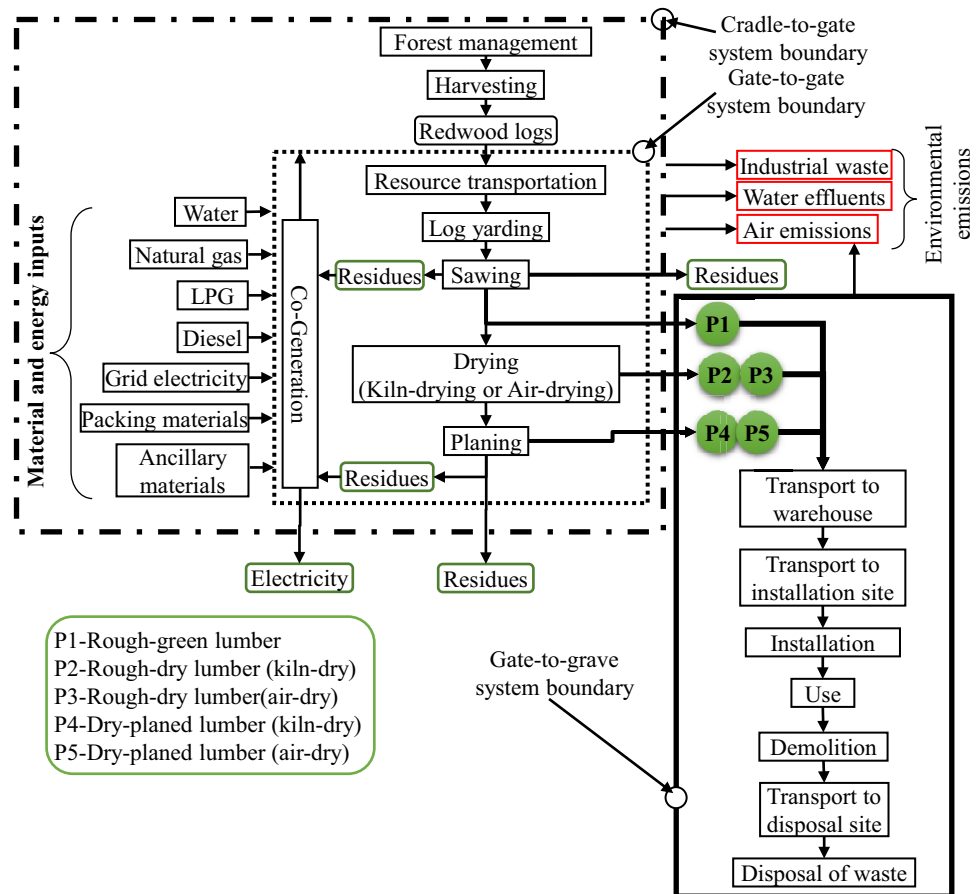 Forest management
Harvesting
Redwood logs
Resource transportation
Log yarding
Sawing
Residues
Residues
Drying
(Kiln-drying or Air-drying)
Planing
Residues
Residues
Co-Generation
Electricity
Material and energy inputs
Water
Natural gas
LPG
Diesel
Grid electricity
Packing materials
Ancillary
materials
Cradle-to-gate
system boundary
Gate-to-gate
system boundary
Industrial waste
Water effluents
Air emissions
Environmental
emissions
P1
P2
P3
P4
P5
Transport to
warehouse
Transport to
installation site
Installation
Use
Demolition
Transport to
disposal site
Disposal of waste
Gate-to-grave
system boundary
P1-Rough-green lumber
P2-Rough-dry lumber (kiln-dry)
P3-Rough-dry lumber(air-dry)
P4-Dry-planed lumber (kiln-dry)
P5-Dry-planed lumber (air-dry)